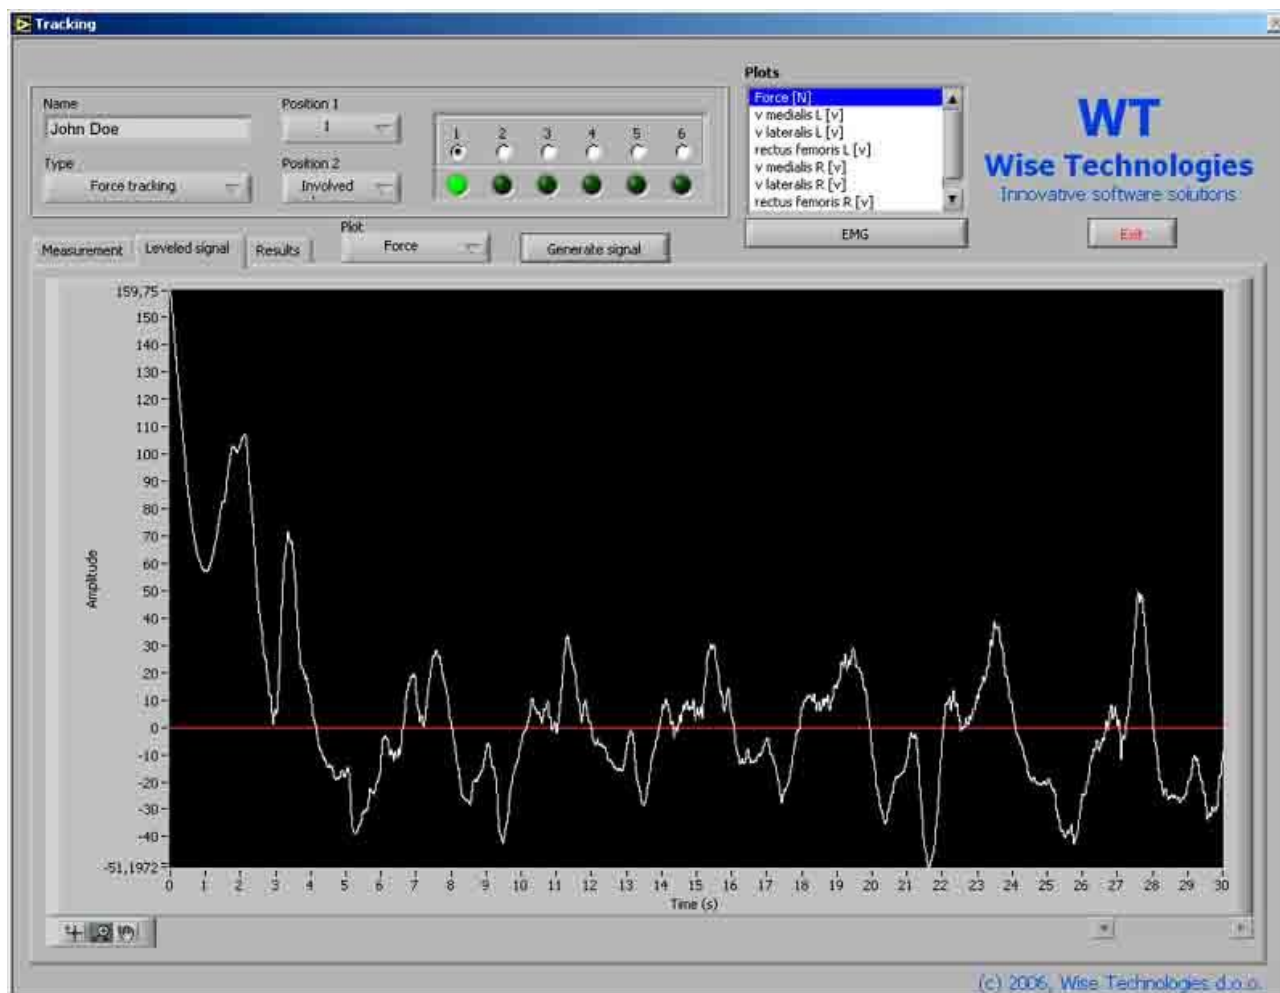 Tracking
Name
John Doe
Type
Force tracking
Position 1
1
Position 2
Involved
1 2 3 4 5 6
Plots
Force [N]
v medialis L [v]
v lateralis L [v]
rectus femoris L [v]
v medialis R [v]
v lateralis R [v]
rectus femoris R [v]
EMG
WT
Wise Technologies
Innovative software solutions
Exit
Measurement
Leveled signal
Results
Plot
Force
Generate signal
Amplitude
159,75
150
140
130
120
110
100
90
80
70
60
50
40
30
20
10
0
-10
-20
-30
-40
-51,1972
0 1 2 3 4 5 6 7 8 9 10 11 12 13 14 15 16 17 18 19 20 21 22 23 24 25 26 27 28 29 30
Time (s)
(c) 2006, Wise Technologies d.o.o.